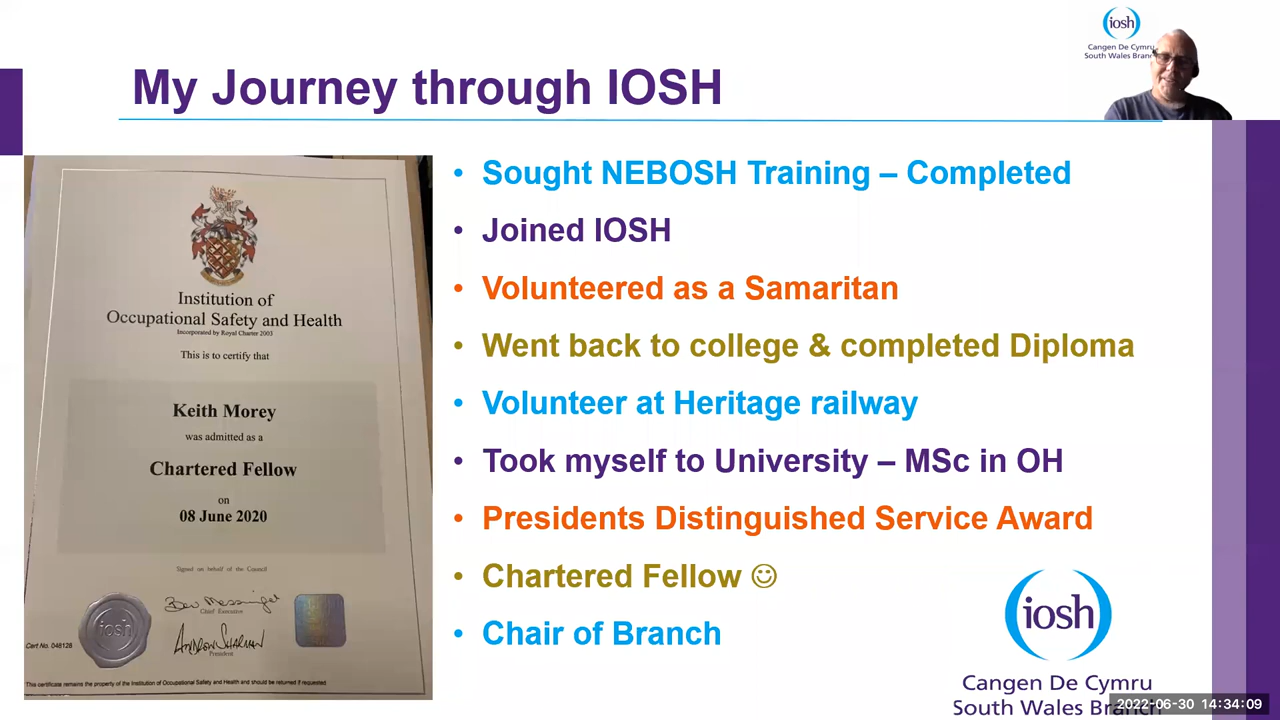 My Journey through IOSH
iosh
Cangen De Cymru
South Wales Branch
Institution of
Occupational Safety and Health
Incorporated by Royal Charter 2003
This is to certify that
Keith Morey
was admitted as a
Chartered Fellow
on
08 June 2020
Signed on behalf of the Council
Chief Executive
ANDREW SHARMAN
President
iosh
Cert No. 048128
This certificate remains the property of the Institution of Occupational Safety and Health and should be returned if requested
• Sought NEBOSH Training – Completed
• Joined IOSH
• Volunteered as a Samaritan
• Went back to college & completed Diploma
• Volunteer at Heritage railway
• Took myself to University – MSc in OH
• Presidents Distinguished Service Award
• Chartered Fellow ☺
• Chair of Branch
iosh
Cangen De Cymru
South Wales Branch
2022-06-30 14:34:09